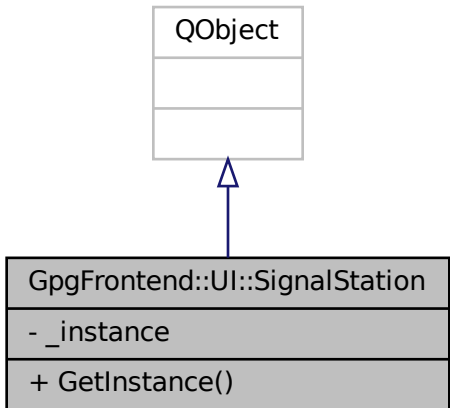 QObject
GpgFrontend::UI::SignalStation
- _instance
+ GetInstance()